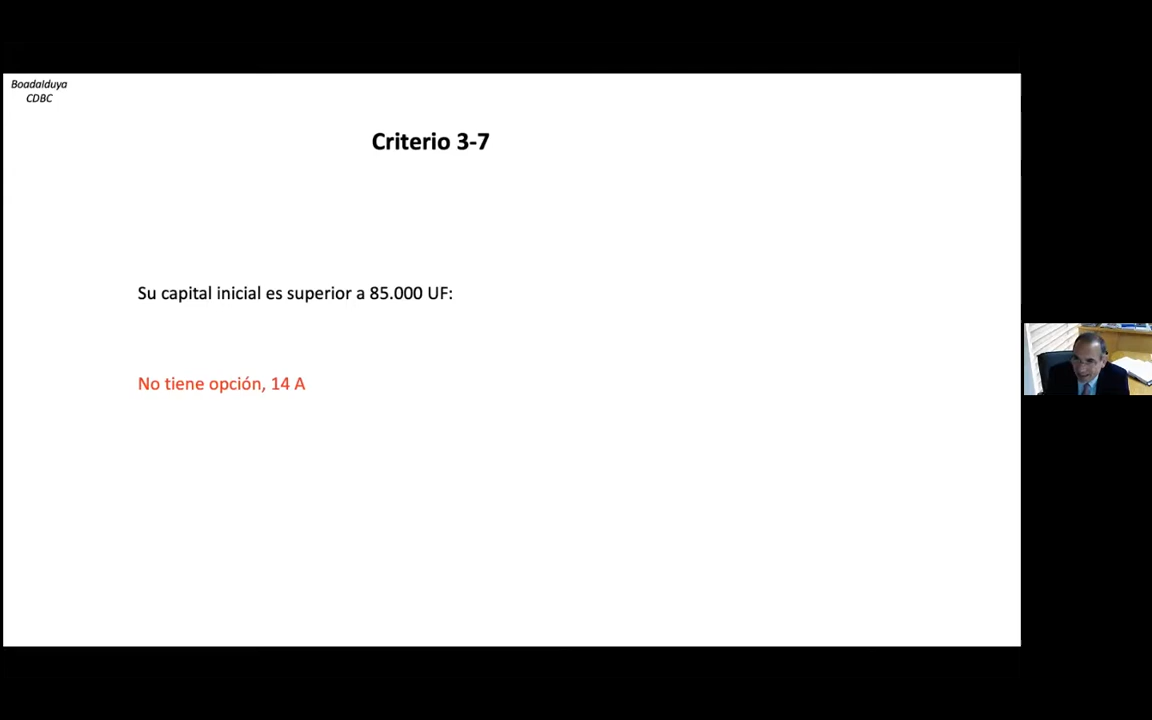 Boadalduya
CDBC
Criterio 3-7
Su capital inicial es superior a 85.000 UF:
No tiene opción, 14 A